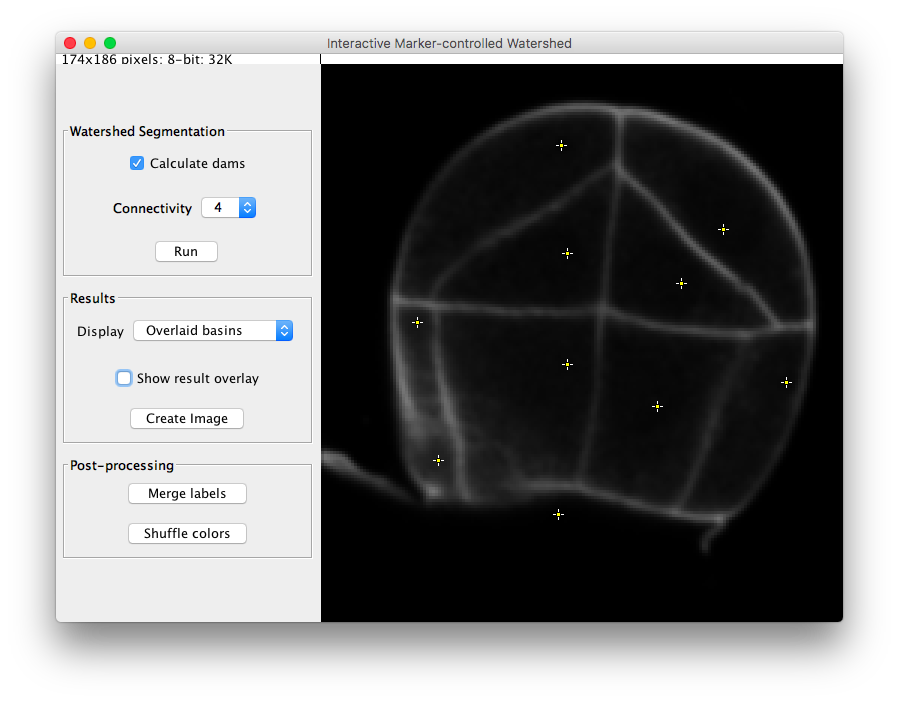 Interactive Marker-controlled Watershed
174x186 pixels; 8-bit; 32K
Watershed Segmentation
Calculate dams
Connectivity 4
Run
Results
Display Overlaid basins
Show result overlay
Create Image
Post-processing
Merge labels
Shuffle colors